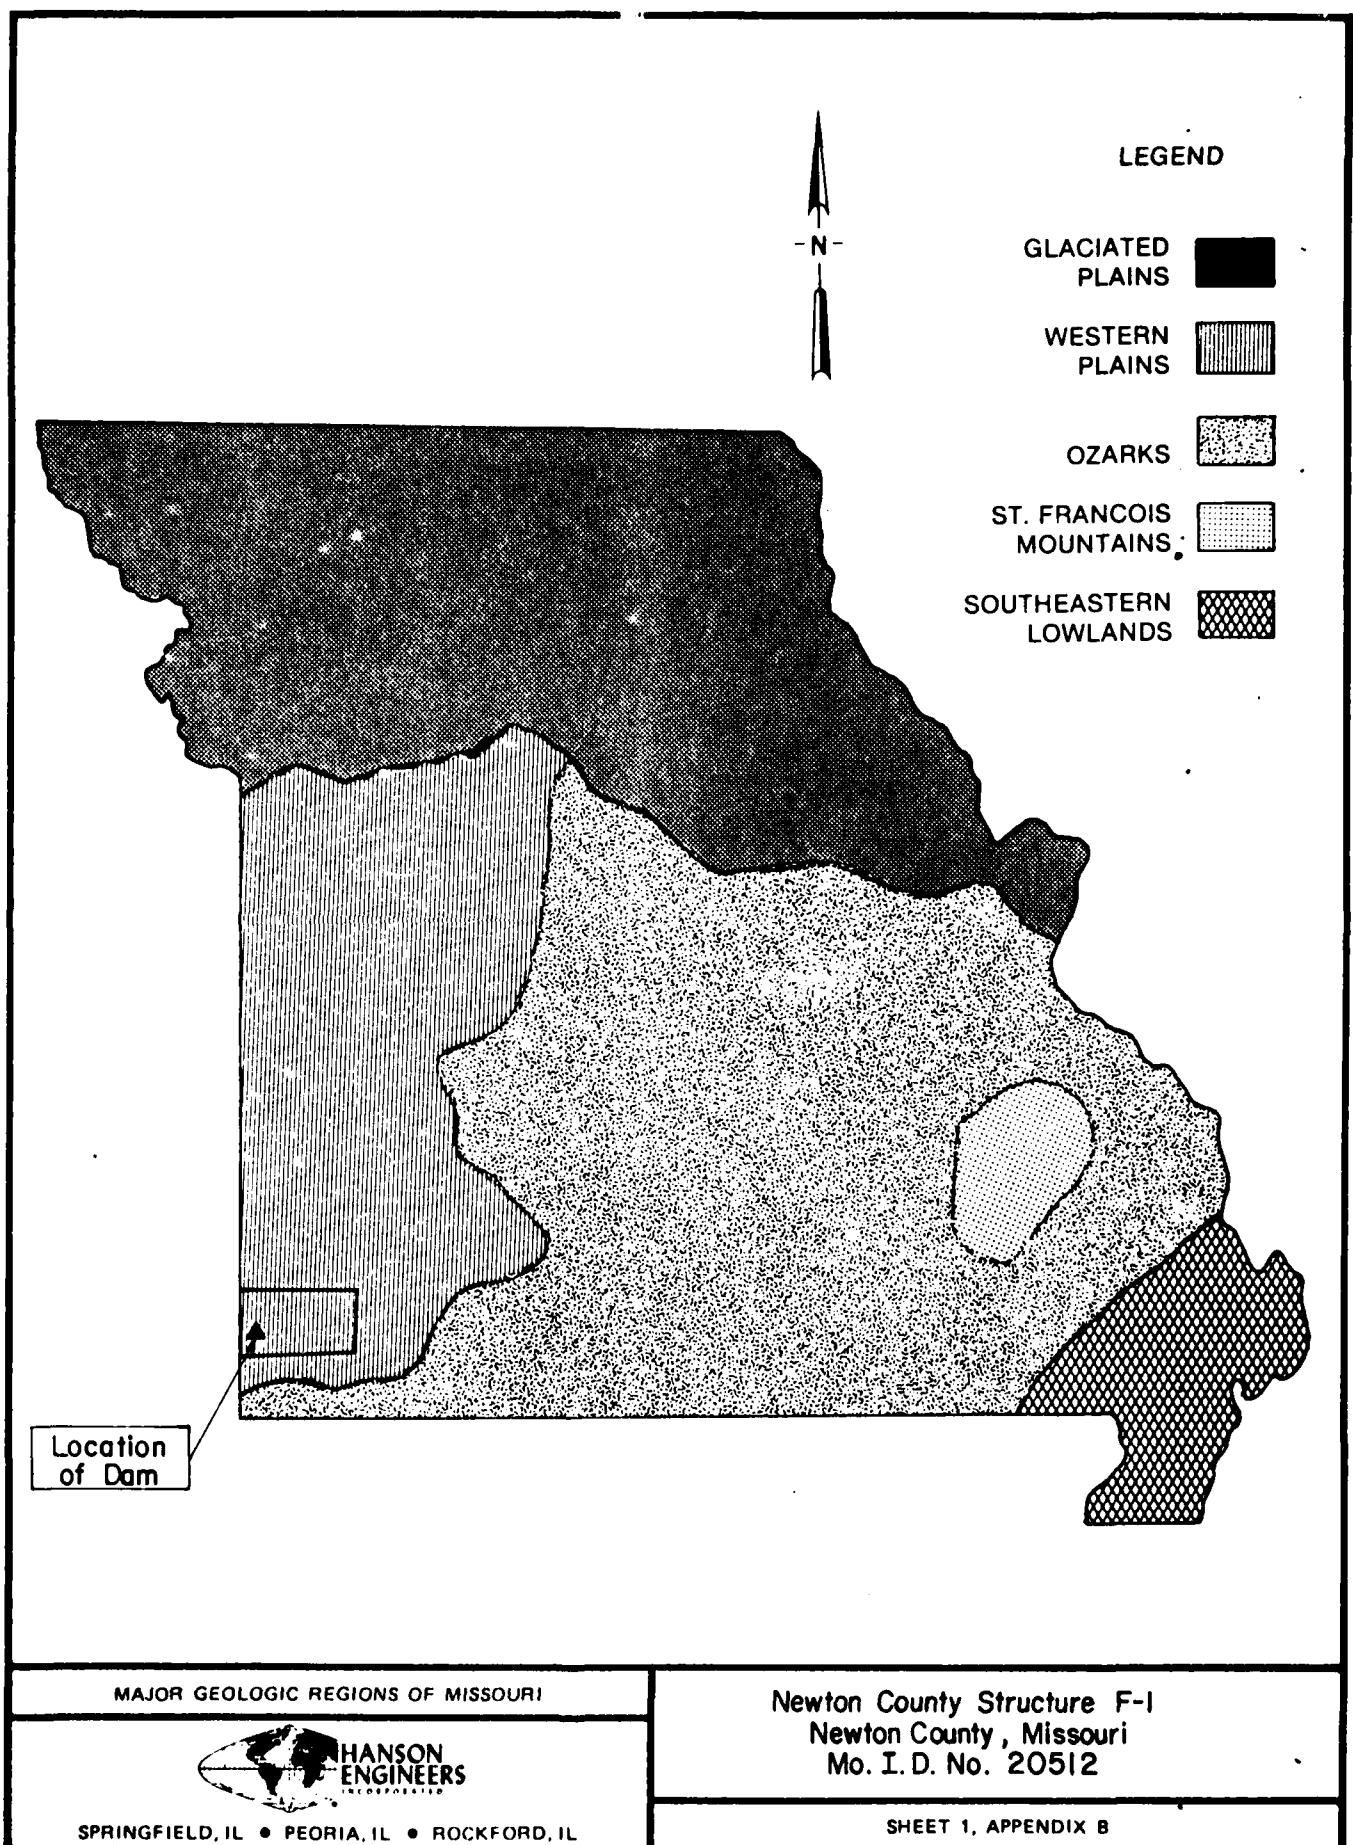 LEGEND
-N-
GLACIATED
PLAINS
WESTERN
PLAINS
OZARKS
ST. FRANCOIS
MOUNTAINS
SOUTHEASTERN
LOWLANDS
Location
of Dam
MAJOR GEOLOGIC REGIONS OF MISSOURI
HANSON
ENGINEERS
INCORPORATED
SPRINGFIELD, IL ● PEORIA, IL ● ROCKFORD, IL
Newton County Structure F-1
Newton County, Missouri
Mo. I.D. No. 20512
SHEET 1, APPENDIX B